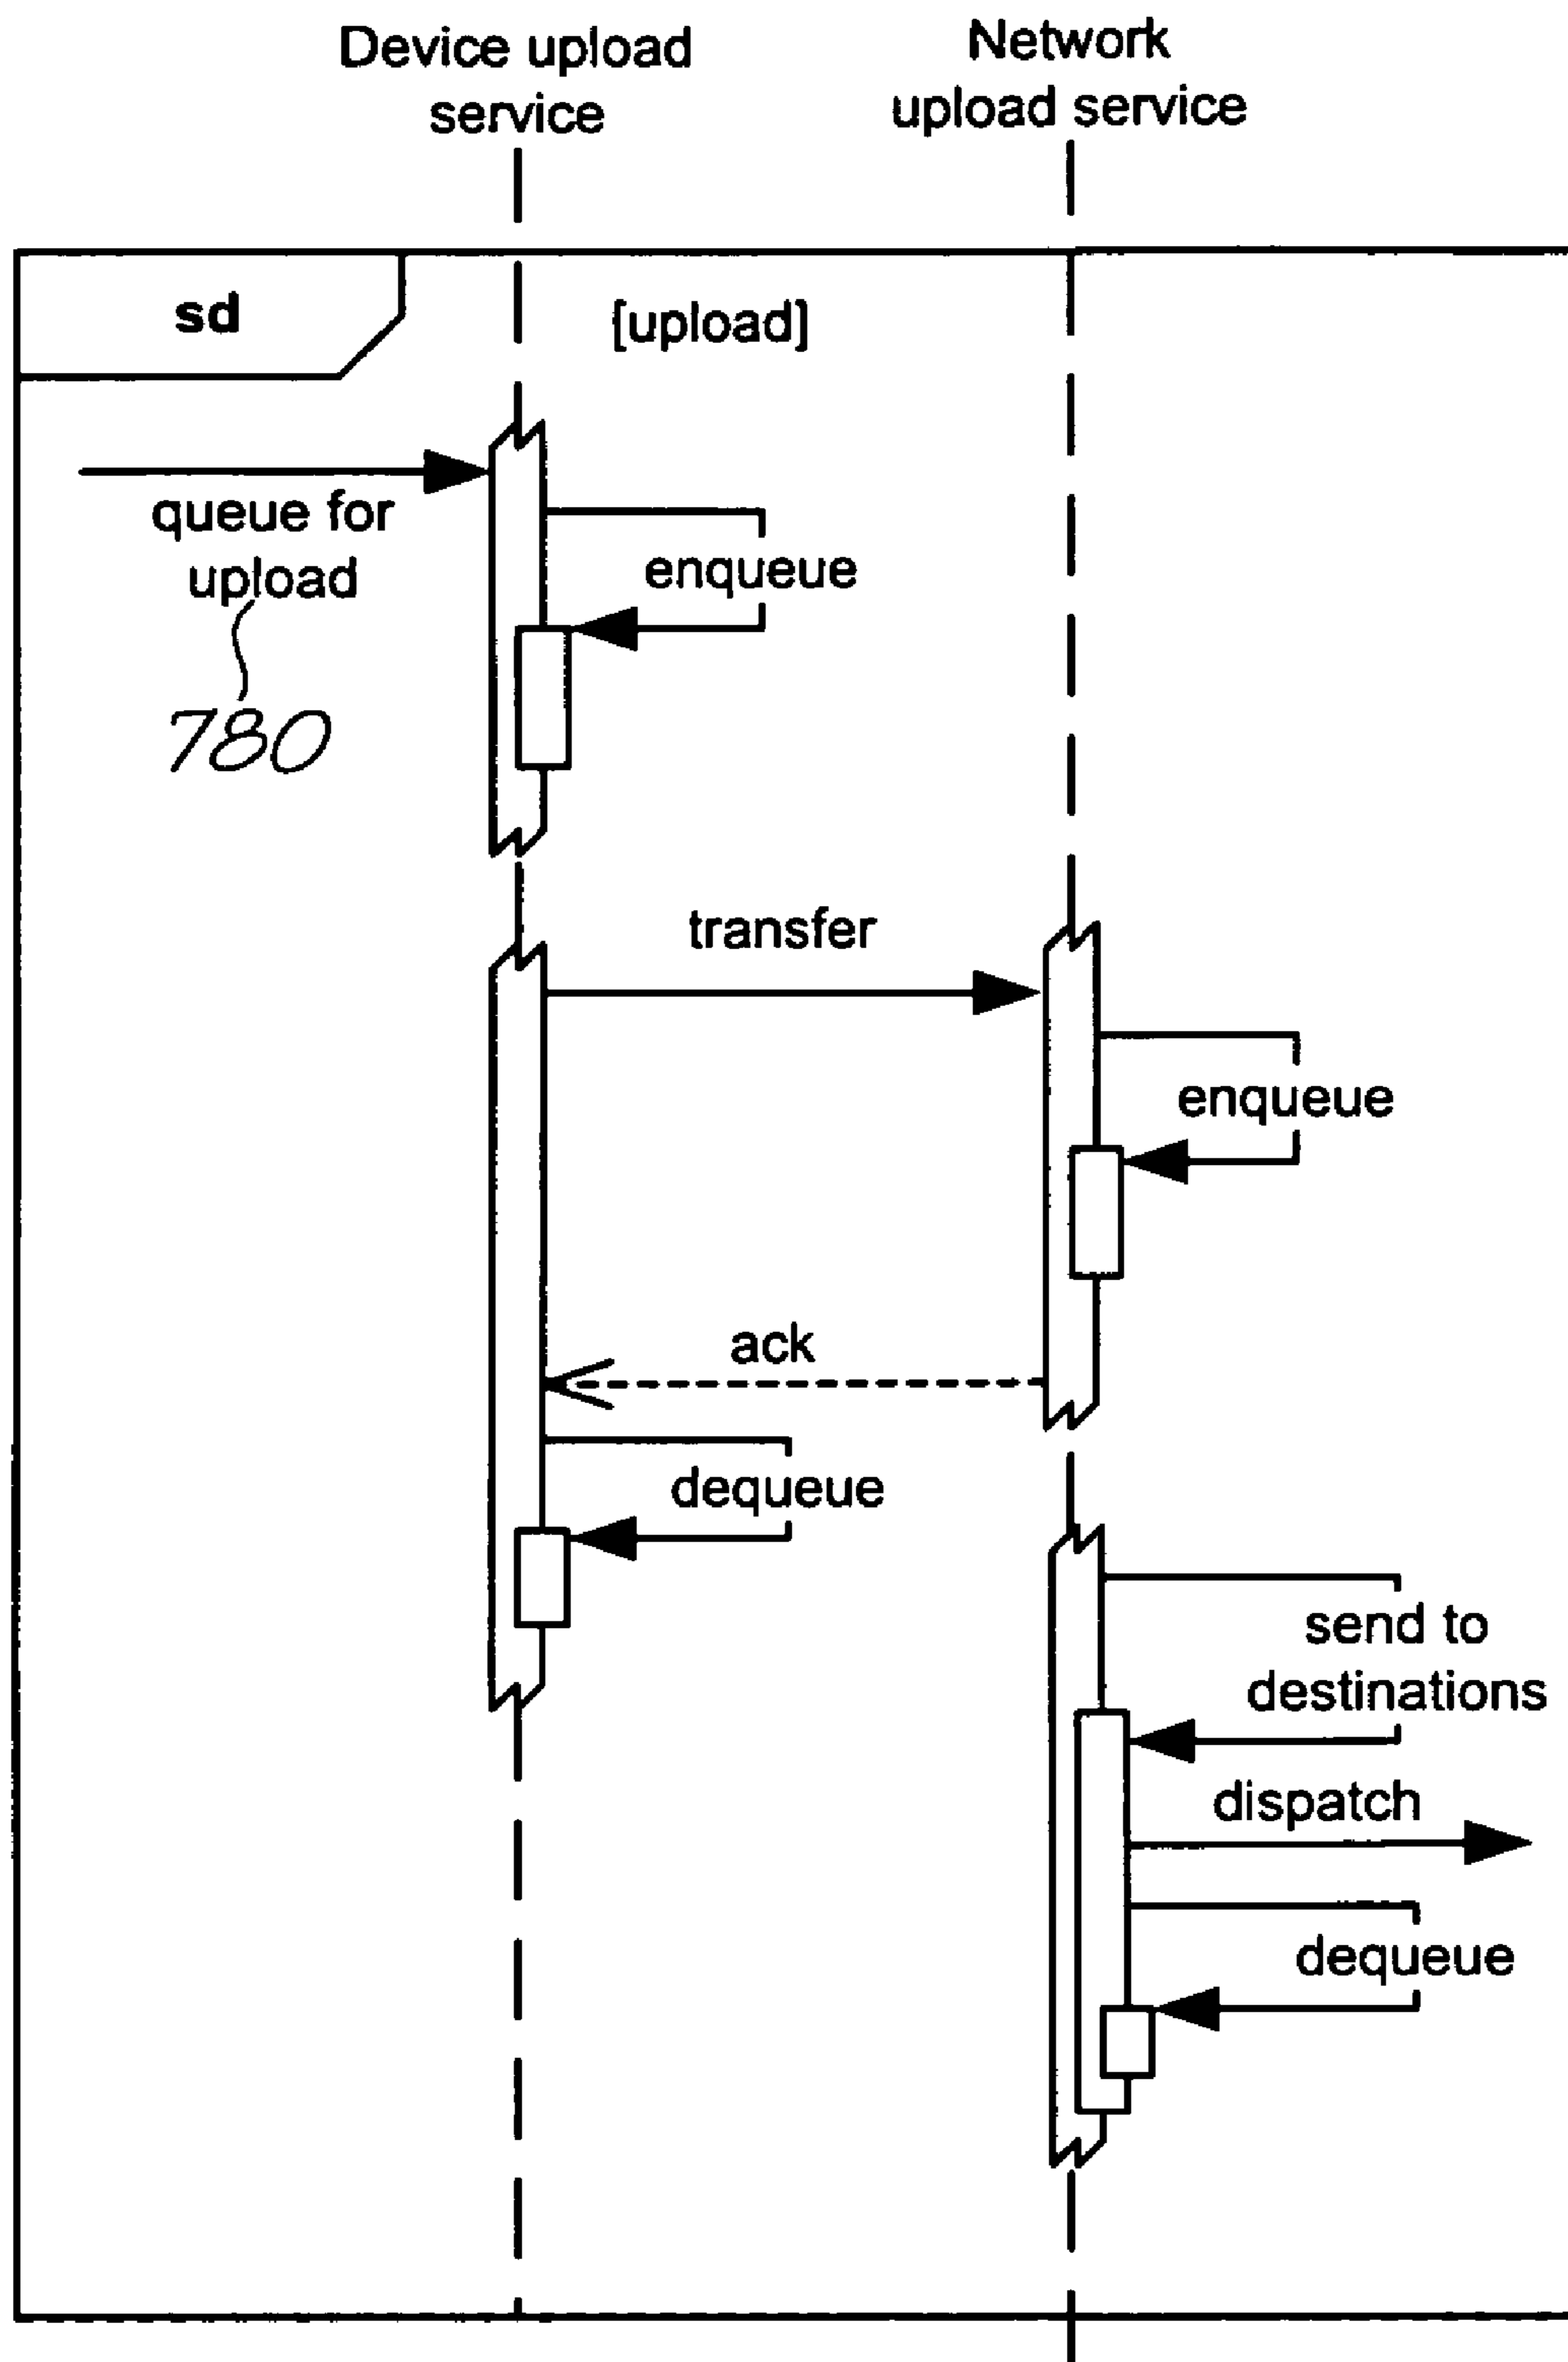 Device upload
service
Network
upload service
sd
[upload]
queue for
upload
780
enqueue
transfer
enqueue
ack
dequeue
send to
destinations
dispatch
dequeue